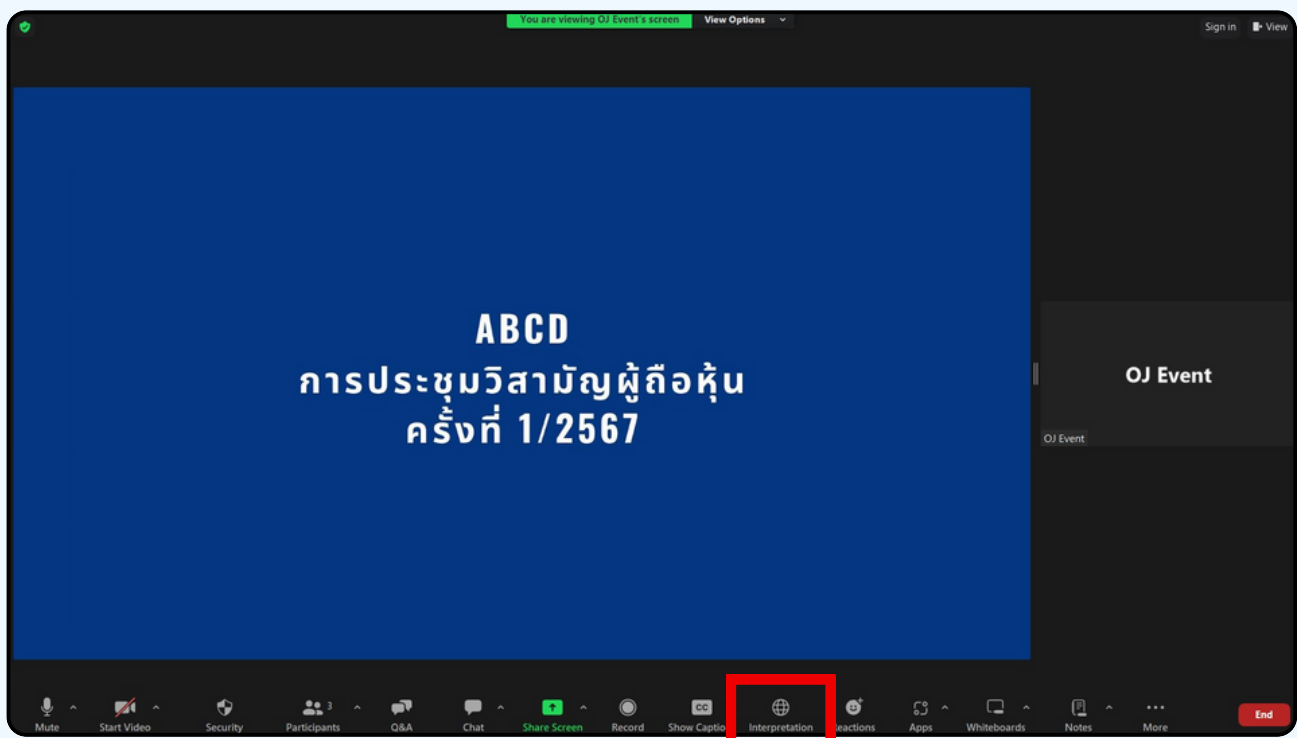 You are viewing OJ Event's screen View Options
Sign in View
ABCD
การประชุมวิสามัญผู้ถือหุ้น
ครั้งที่ 1/2567
OJ Event
OJ Event
Mute Start Video Security Participants 3 Q&A Chat Share Screen Record CC Show Captio Interpretation eactions Apps Whiteboards Notes More End